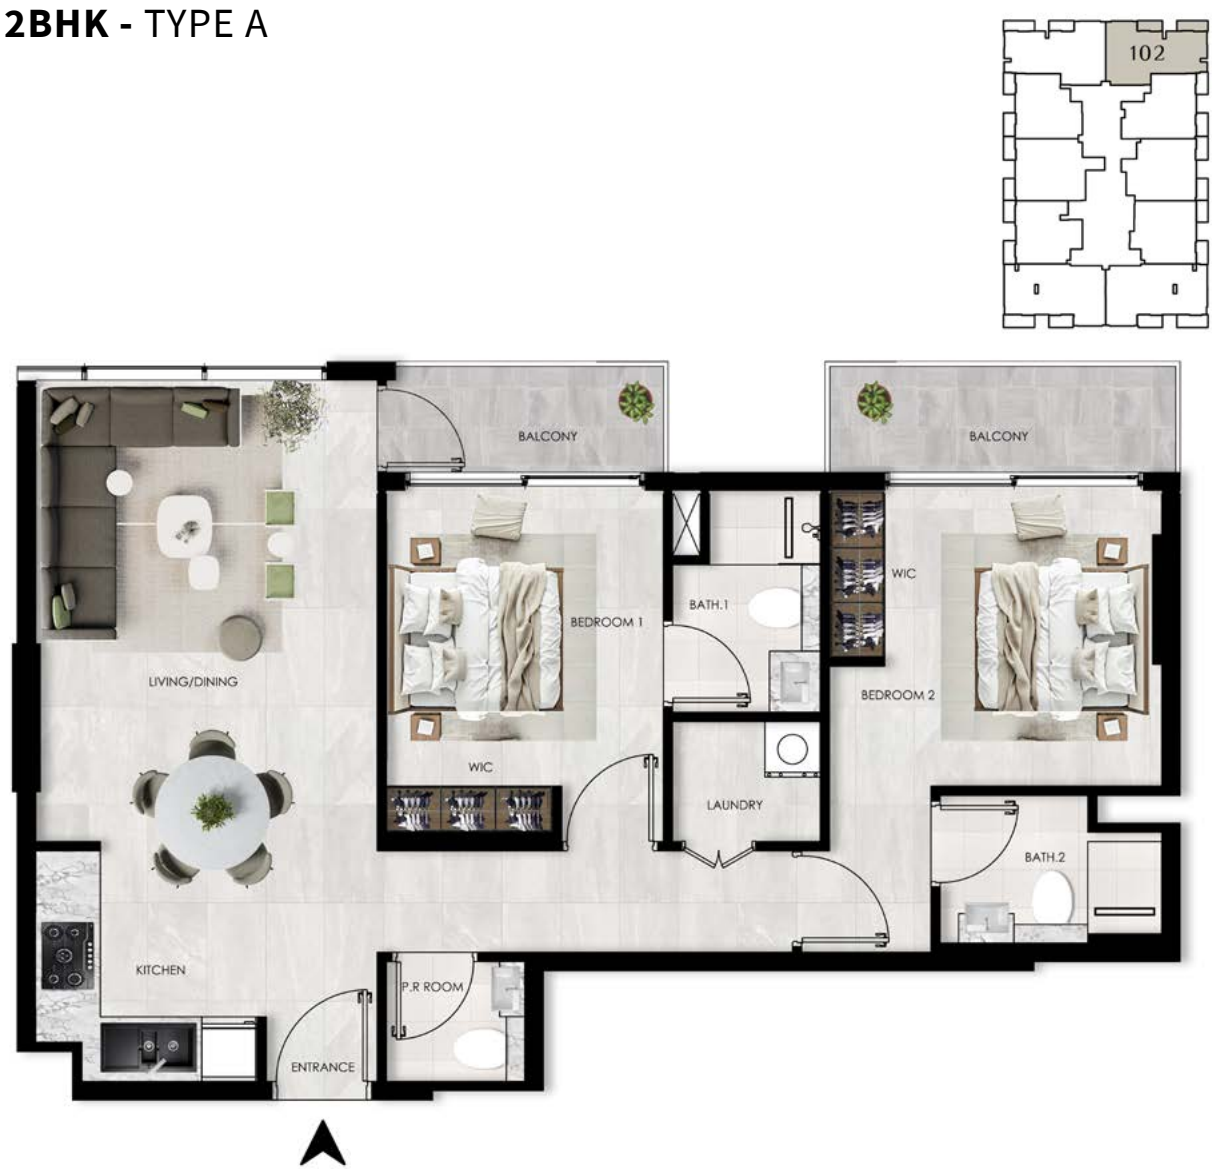 2BHK - TYPE A
102
BALCONY
BALCONY
WIC
BATH.1
BEDROOM 1
LIVING/DINING
BEDROOM 2
WIC
LAUNDRY
BATH.2
KITCHEN
P.R ROOM
ENTRANCE